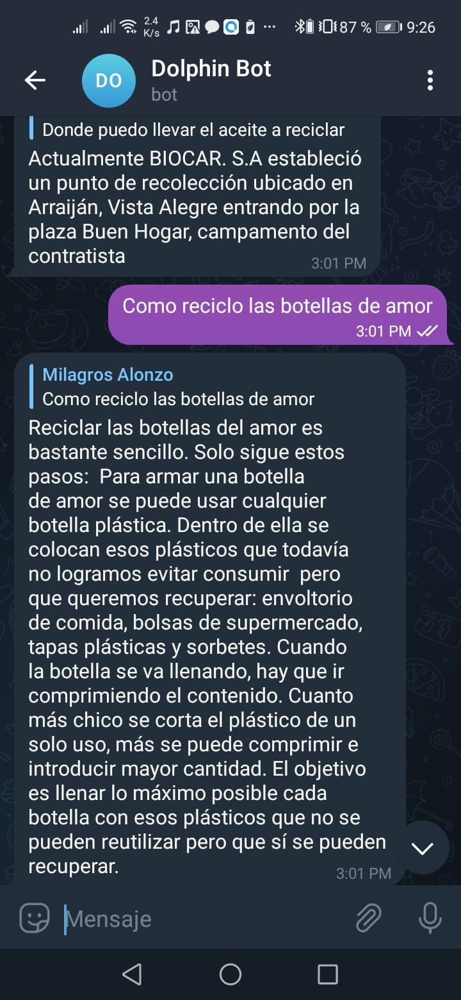 2.4
K/s
87 %
9:26
DO
Dolphin Bot
bot
Donde puedo llevar el aceite a reciclar
Actualmente BIOCAR. S.A estableció
un punto de recolección ubicado en
Arraiján, Vista Alegre entrando por la
plaza Buen Hogar, campamento del
contratista
3:01 PM
Como reciclo las botellas de amor
3:01 PM
Milagros Alonzo
Como reciclo las botellas de amor
Reciclar las botellas del amor es
bastante sencillo. Solo sigue estos
pasos:  Para armar una botella
de amor se puede usar cualquier
botella plástica. Dentro de ella se
colocan esos plásticos que todavía
no logramos evitar consumir  pero
que queremos recuperar: envoltorio
de comida, bolsas de supermercado,
tapas plásticas y sorbetes. Cuando
la botella se va llenando, hay que ir
comprimiendo el contenido. Cuanto
más chico se corta el plástico de un
solo uso, más se puede comprimir e
introducir mayor cantidad. El objetivo
es llenar lo máximo posible cada
botella con esos plásticos que no se
pueden reutilizar pero que sí se pueden
recuperar.
3:01 PM
Mensaje